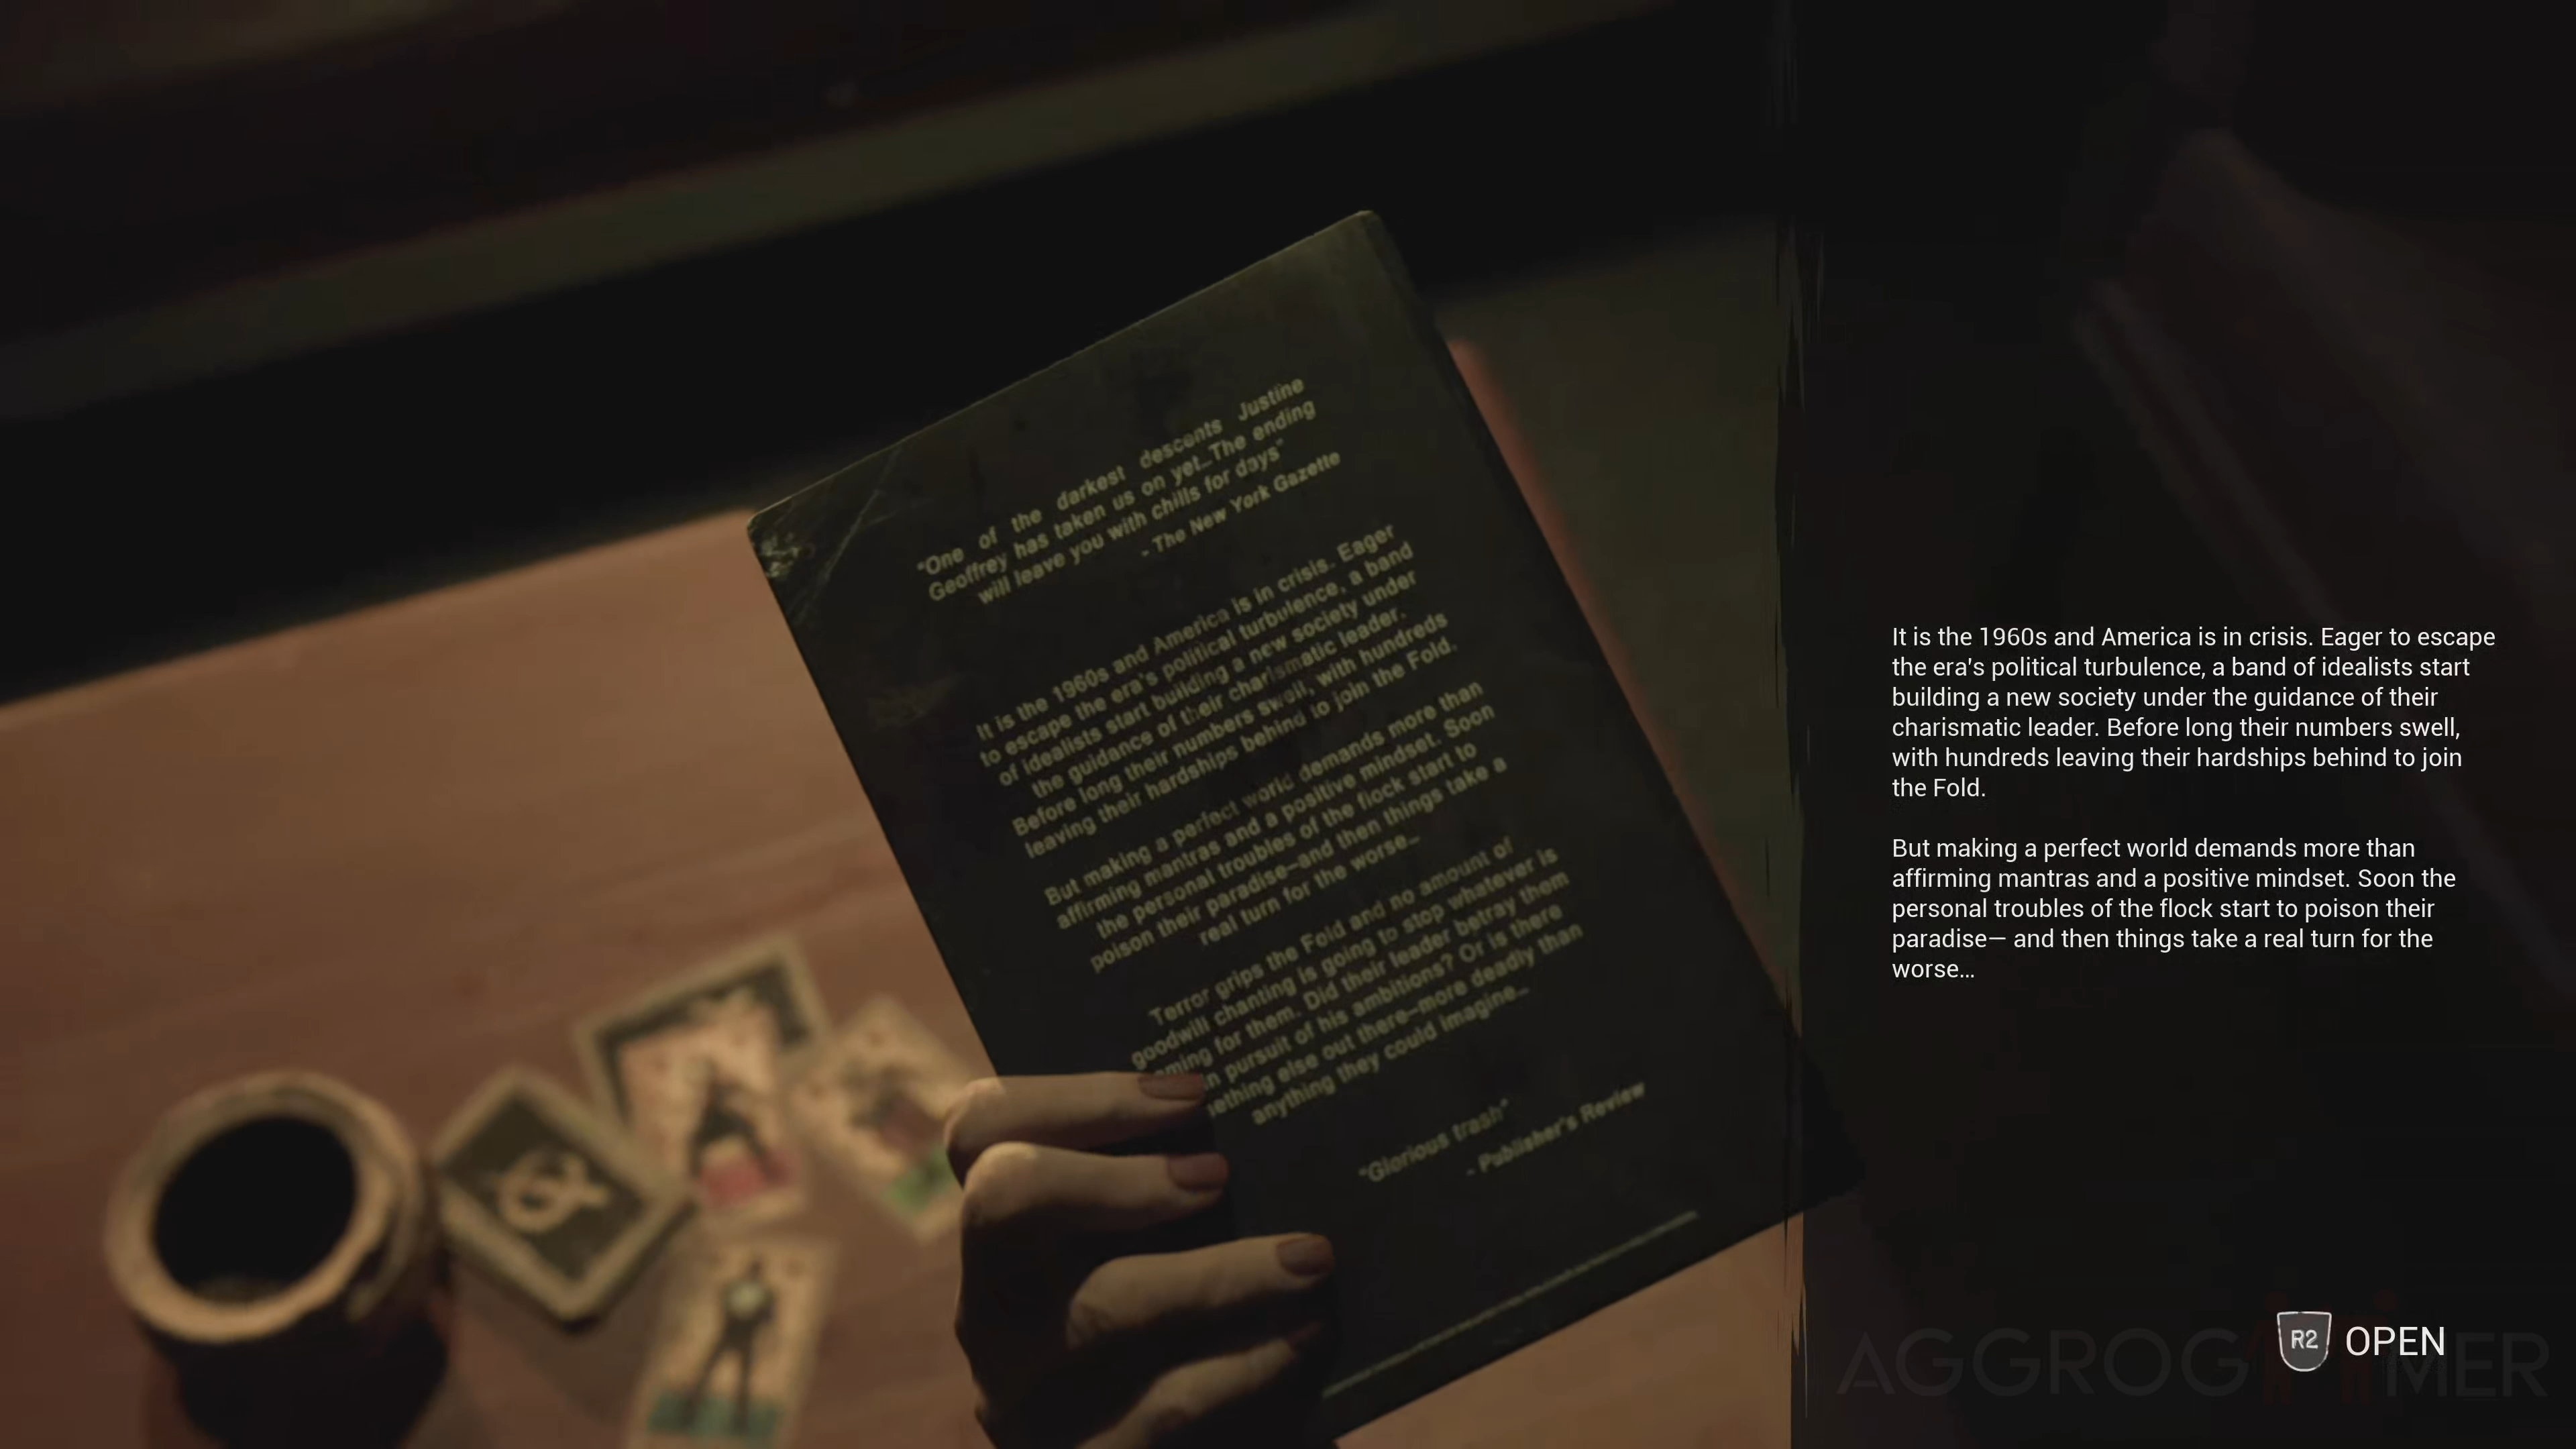 "One of the darkest descents Justine
Geoffrey has taken us on yet...The ending
will leave you with chills for days"
- The New York Gazette
It is the 1960s and America is in crisis. Eager
to escape the era's political turbulence, a band
of idealists start building a new society under
the guidance of their charismatic leader.
Before long their numbers swell, with hundreds
leaving their hardships behind to join the Fold.
But making a perfect world demands more than
affirming mantras and a positive mindset. Soon
the personal troubles of the flock start to
poison their paradise—and then things take a
real turn for the worse...
Terror grips the Fold and no amount of
goodwill chanting is going to stop whatever is
oming for them. Did their leader betray them
n pursuit of his ambitions? Or is there
ething else out there—more deadly than
anything they could imagine...
"Glorious trash"
- Publisher's Review
It is the 1960s and America is in crisis. Eager to escape
the era's political turbulence, a band of idealists start
building a new society under the guidance of their
charismatic leader. Before long their numbers swell,
with hundreds leaving their hardships behind to join
the Fold.
But making a perfect world demands more than
affirming mantras and a positive mindset. Soon the
personal troubles of the flock start to poison their
paradise— and then things take a real turn for the
worse...
R2 OPEN
AGGROG MER